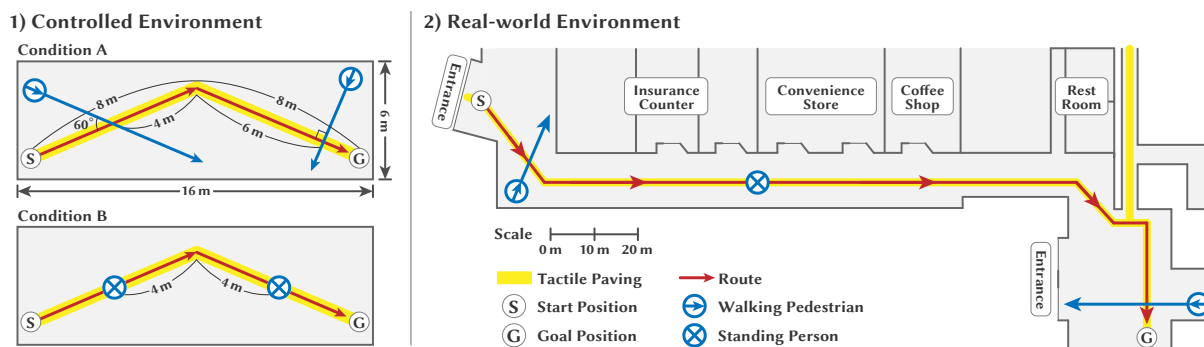 1) Controlled Environment
Condition A
8 m
8 m
60°
4 m
6 m
6 m
S
G
16 m
Condition B
4 m
4 m
S
G
2) Real-world Environment
Entrance
S
Insurance
Counter
Convenience
Store
Coffee
Shop
Rest
Room
Entrance
G
Scale
0 m 10 m 20 m
Tactile Paving
Route
S Start Position
Walking Pedestrian
G Goal Position
Standing Person